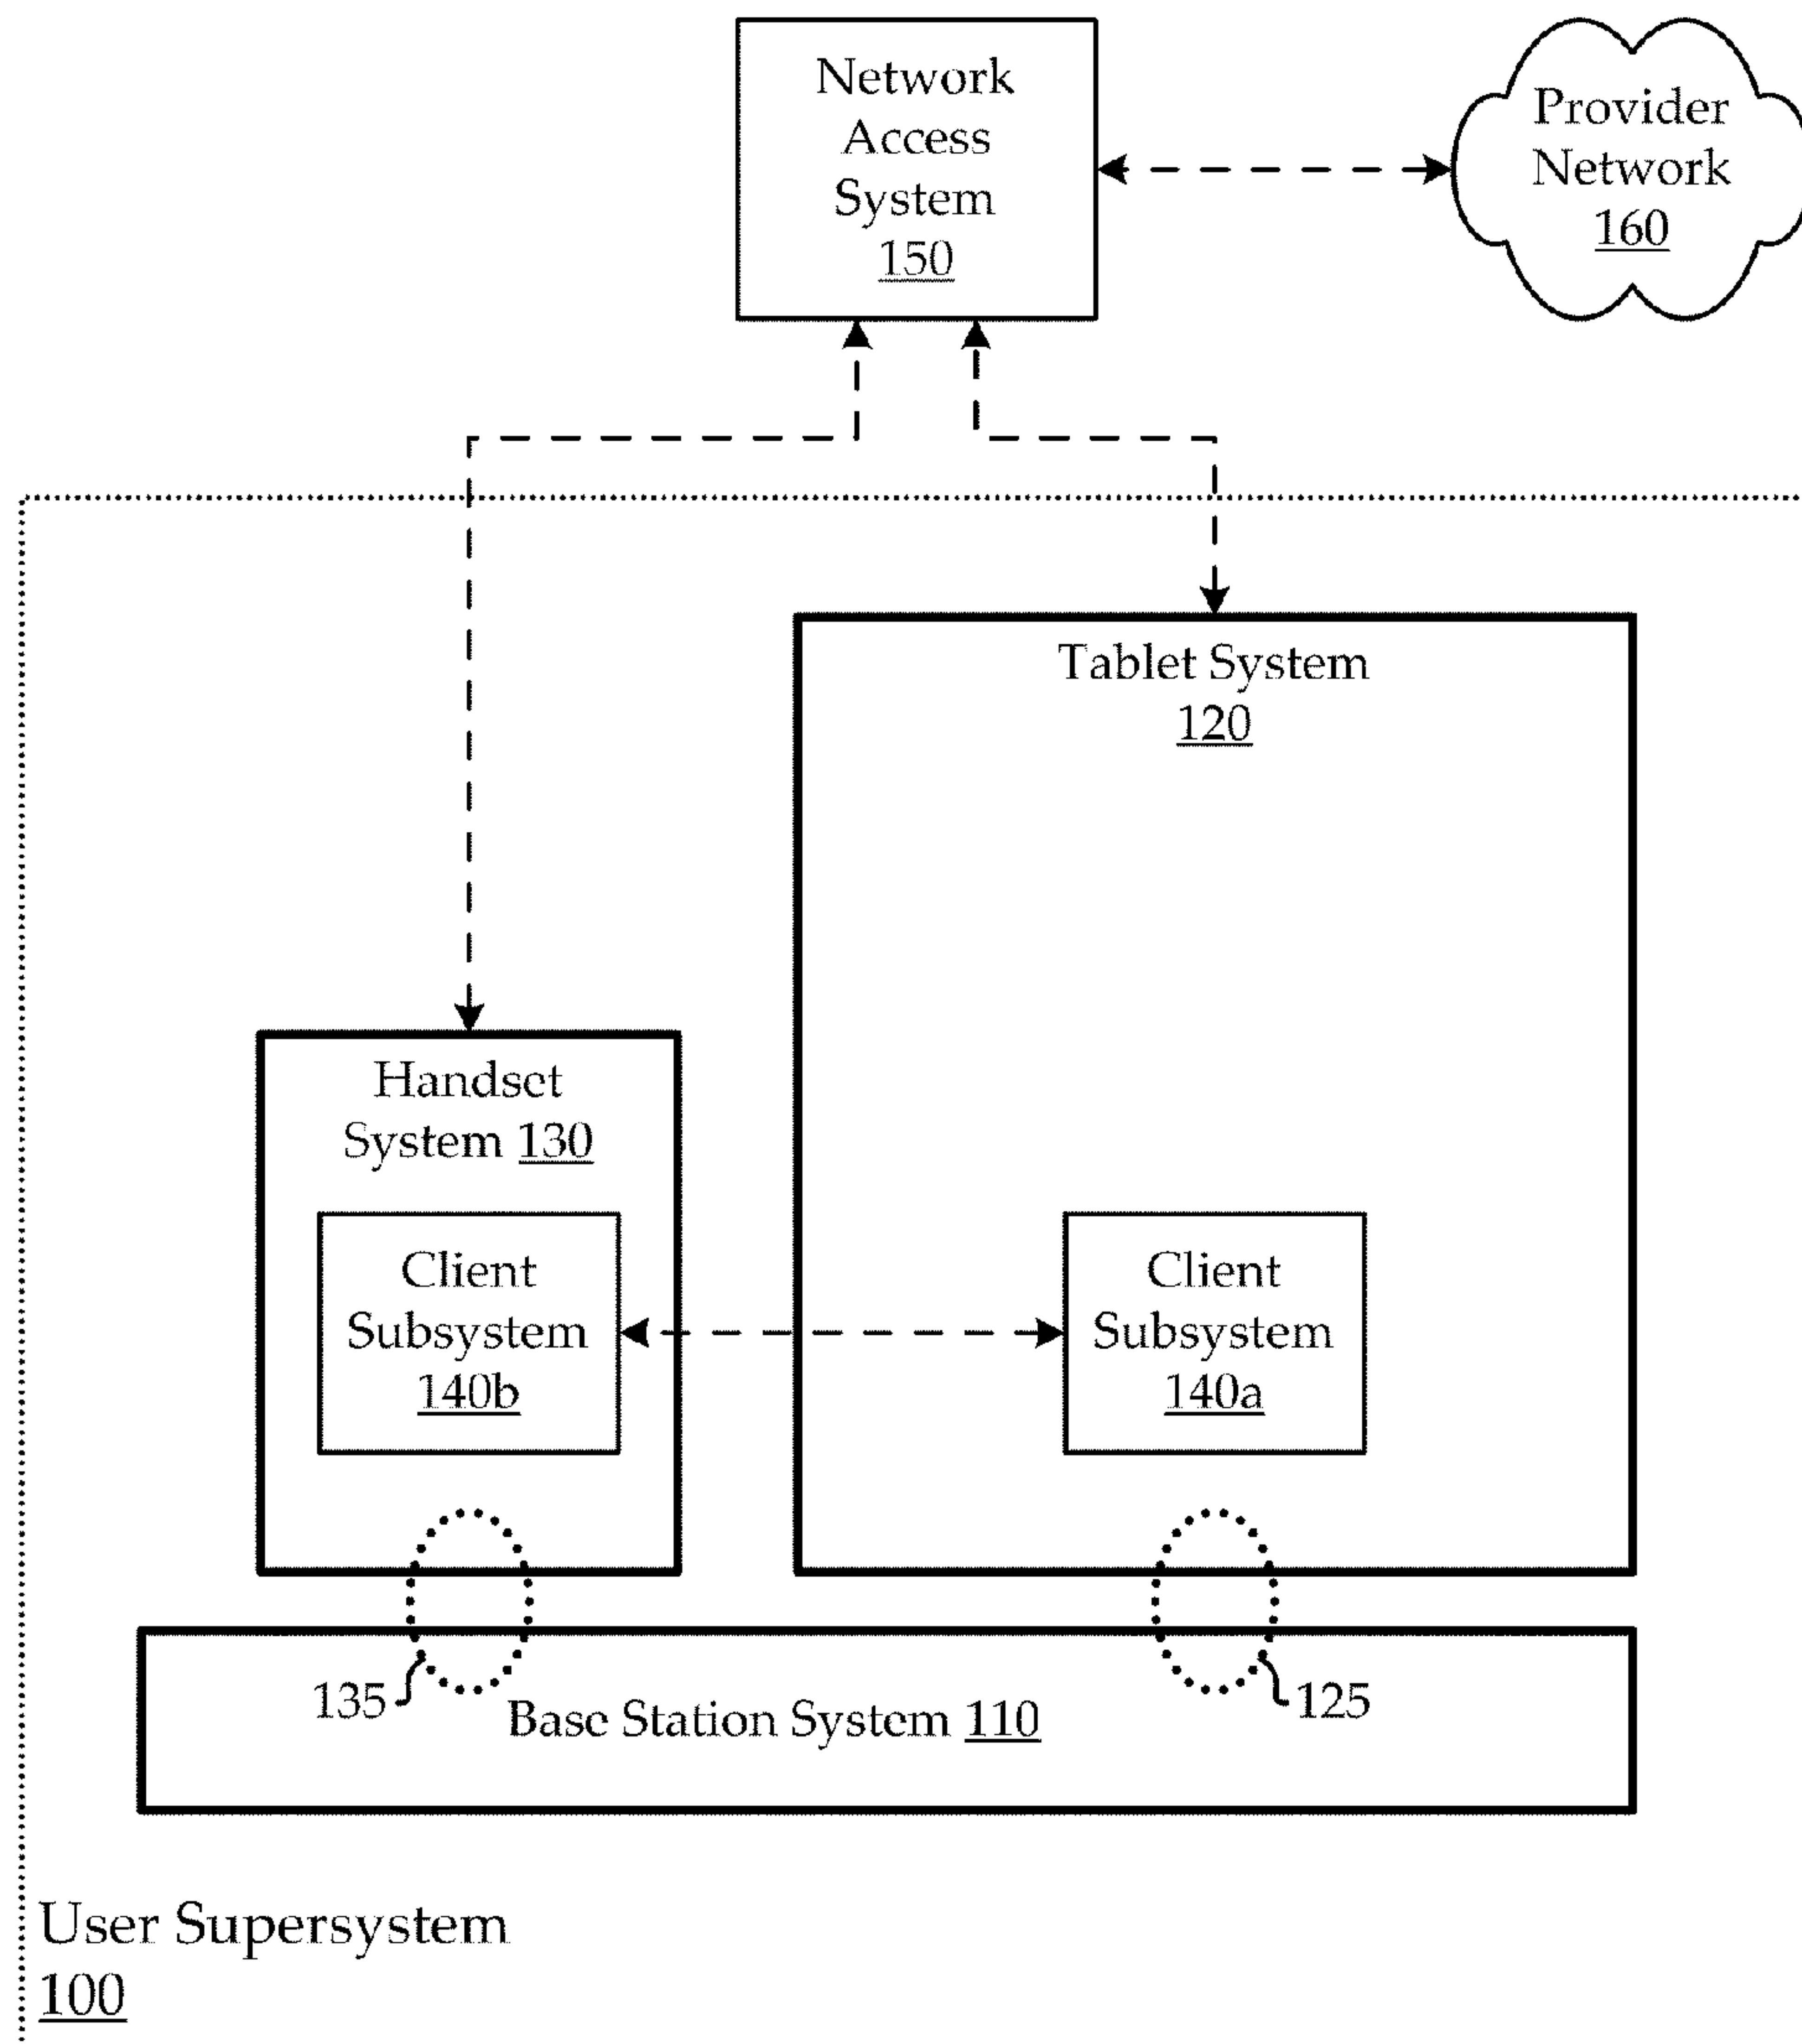 Network
Access
System
150
Provider
Network
160
Tablet System
120
Handset
System 130
Client
Subsystem
140b
Client
Subsystem
140a
135
125
Base Station System 110
User Supersystem
100